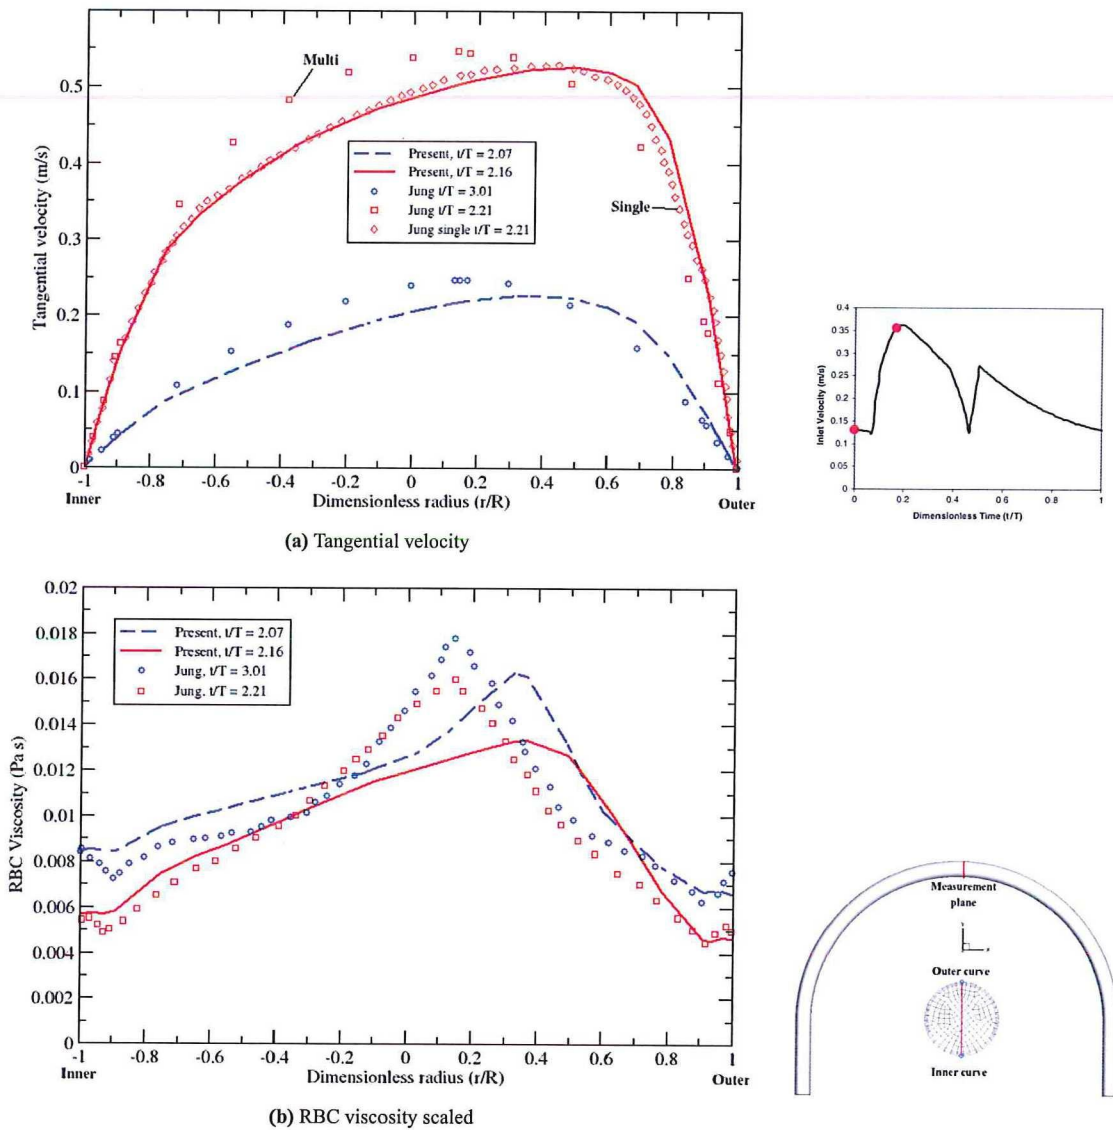 0.5
0.4
0.3
0.2
0.1
0
Tangential velocity (m/s)
Multi
Present, t/T = 2.07
Present, t/T = 2.16
Jung t/T = 3.01
Jung t/T = 2.21
Jung single t/T = 2.21
Single
-1 -0.8 -0.6 -0.4 -0.2 0 0.2 0.4 0.6 0.8 1
Inner Dimensionless radius (r/R) Outer
(a) Tangential velocity
0.4
0.35
0.3
0.25
0.2
0.15
0.1
0.05
0
Inlet Velocity (m/s)
0 0.2 0.4 0.6 0.8 1
Dimensionless Time (t/T)
0.02
0.018
0.016
0.014
0.012
0.01
0.008
0.006
0.004
0.002
0
RBC Viscosity (Pa s)
Present, t/T = 2.07
Present, t/T = 2.16
Jung, t/T = 3.01
Jung. t/T = 2.21
-1 -0.8 -0.6 -0.4 -0.2 0 0.2 0.4 0.6 0.8 1
Inner Dimensionless radius (r/R) Outer
(b) RBC viscosity scaled
Measurement
plane
Outer curve
Inner curve